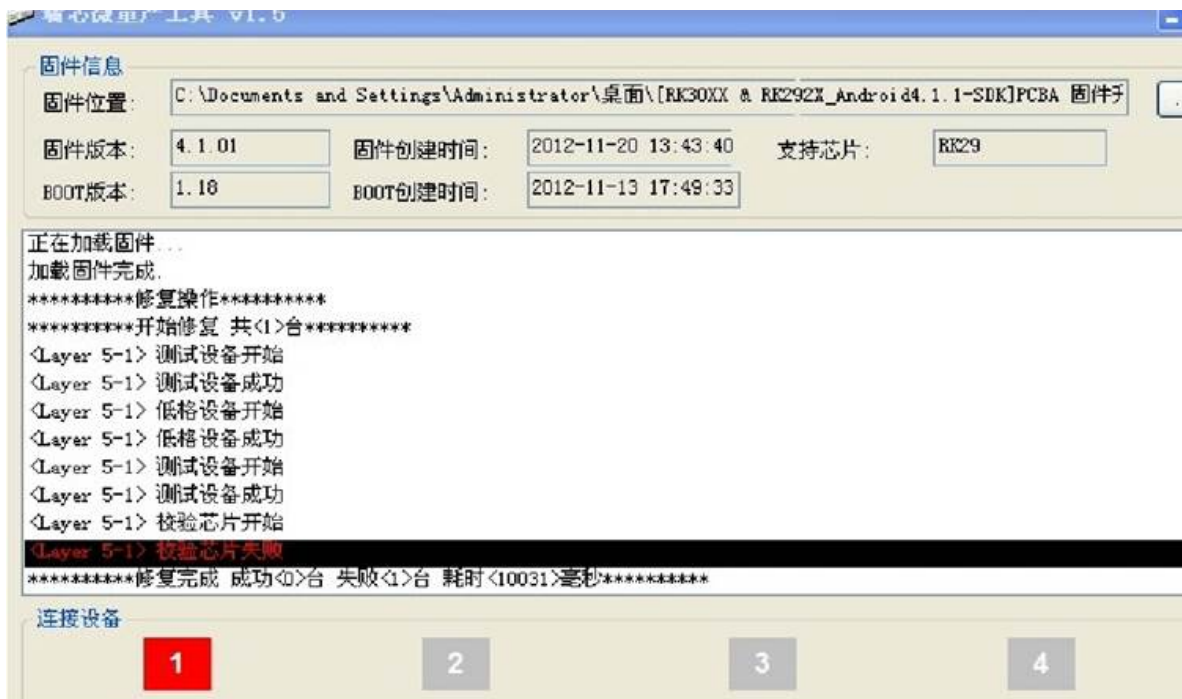 瑞芯微量产工具 v1.5
固件信息
固件位置: C:\Documents and Settings\Administrator\桌面\[RK30XX & RK292X_Android4.1.1-SDK]PCBA 固件
固件版本: 4.1.01 固件创建时间: 2012-11-20 13:43:40 支持芯片: RK29
BOOT版本: 1.18 BOOT创建时间: 2012-11-13 17:49:33
正在加载固件...
加载固件完成.
**********修复操作**********
**********开始修复 共<1>台**********
<Layer 5-1> 测试设备开始
<Layer 5-1> 测试设备成功
<Layer 5-1> 低格设备开始
<Layer 5-1> 低格设备成功
<Layer 5-1> 测试设备开始
<Layer 5-1> 测试设备成功
<Layer 5-1> 校验芯片开始
<Layer 5-1> 校验芯片失败
**********修复完成 成功<0>台 失败<1>台 耗时<10031>毫秒**********
连接设备
1 2 3 4